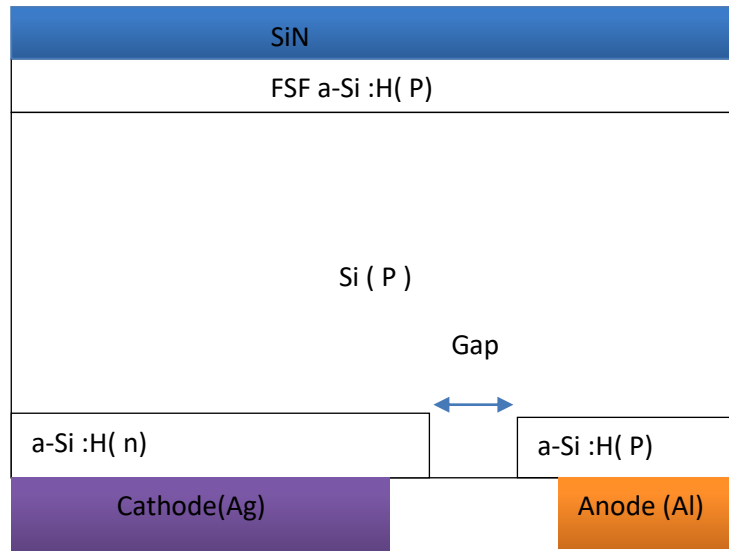 SiN
FSF a-Si :H( P)
Si ( P )
Gap
a-Si :H( n)
a-Si :H( P)
Cathode(Ag)
Anode (Al)